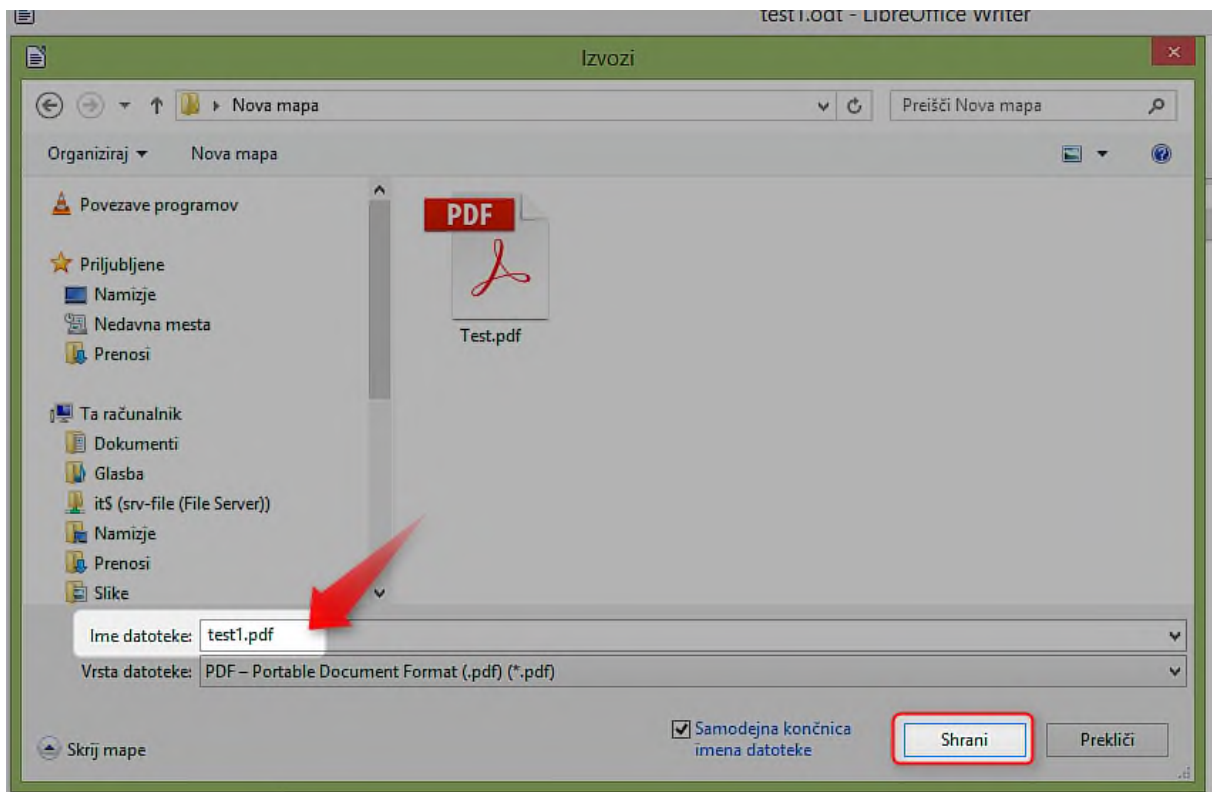 test1.odt - LibreOffice Writer
Izvozi
Nova mapa
Preišči Nova mapa
Organiziraj
Nova mapa
Povezave programov
Priljubljene
Namizje
Nedavna mesta
Prenosi
Ta računalnik
Dokumenti
Glasba
it$ (srv-file (File Server))
Namizje
Prenosi
Slike
PDF
Test.pdf
Ime datoteke: test1.pdf
Vrsta datoteke: PDF – Portable Document Format (.pdf) (*.pdf)
Skrij mape
Samodejna končnica
imena datoteke
Shrani
Prekliči